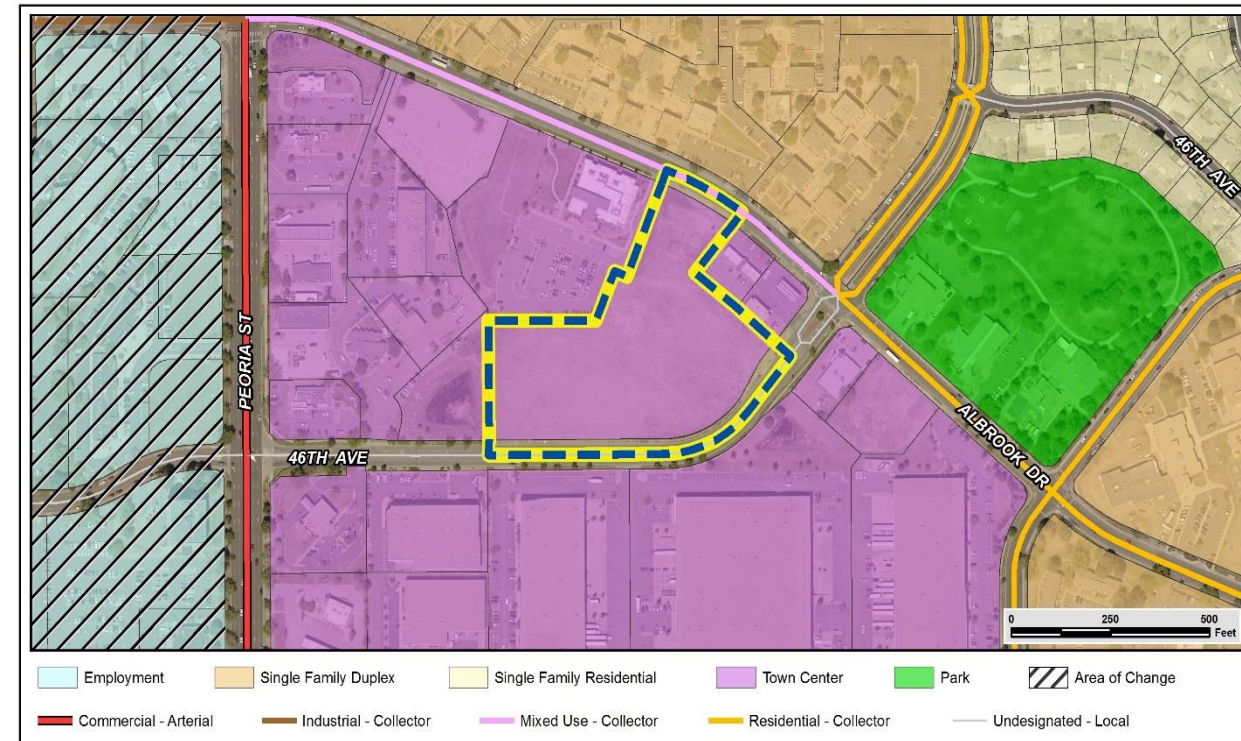 46TH AVE
PEORIA ST
46TH AVE
ALBROOK DR
0 250 500
Feet
Employment
Single Family Duplex
Single Family Residential
Town Center
Park
Area of Change
Commercial - Arterial
Industrial - Collector
Mixed Use - Collector
Residential - Collector
Undesignated - Local